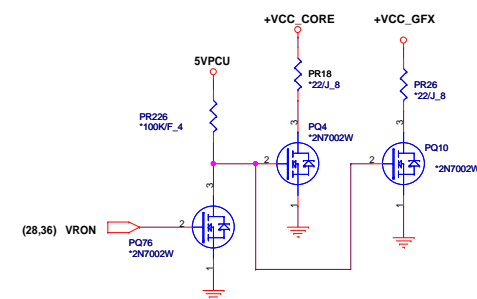 +VCC_CORE
+VCC_GFX
5VPCU
PR18
*22/J_8
PR26
*22/J_8
PR226
*100K/F_4
3
PQ4
*2N7002W
2
1
3
PQ10
*2N7002W
2
1
3
(28,36) VRON
2
PQ76
*2N7002W
1